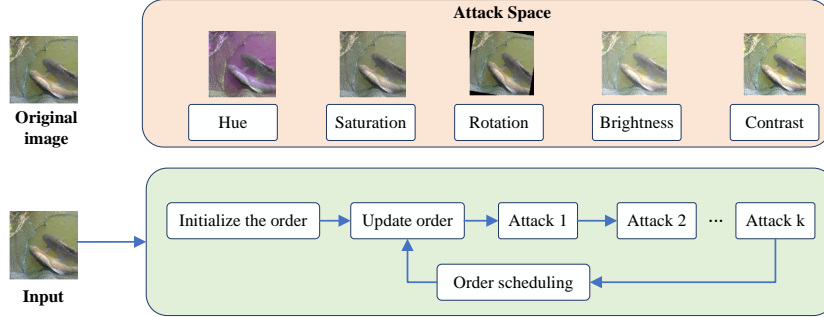 Attack Space
Original
image
Hue
Saturation
Rotation
Brightness
Contrast
Initialize the order
Update order
Attack 1
Attack 2
···
Attack k
Order scheduling
Input